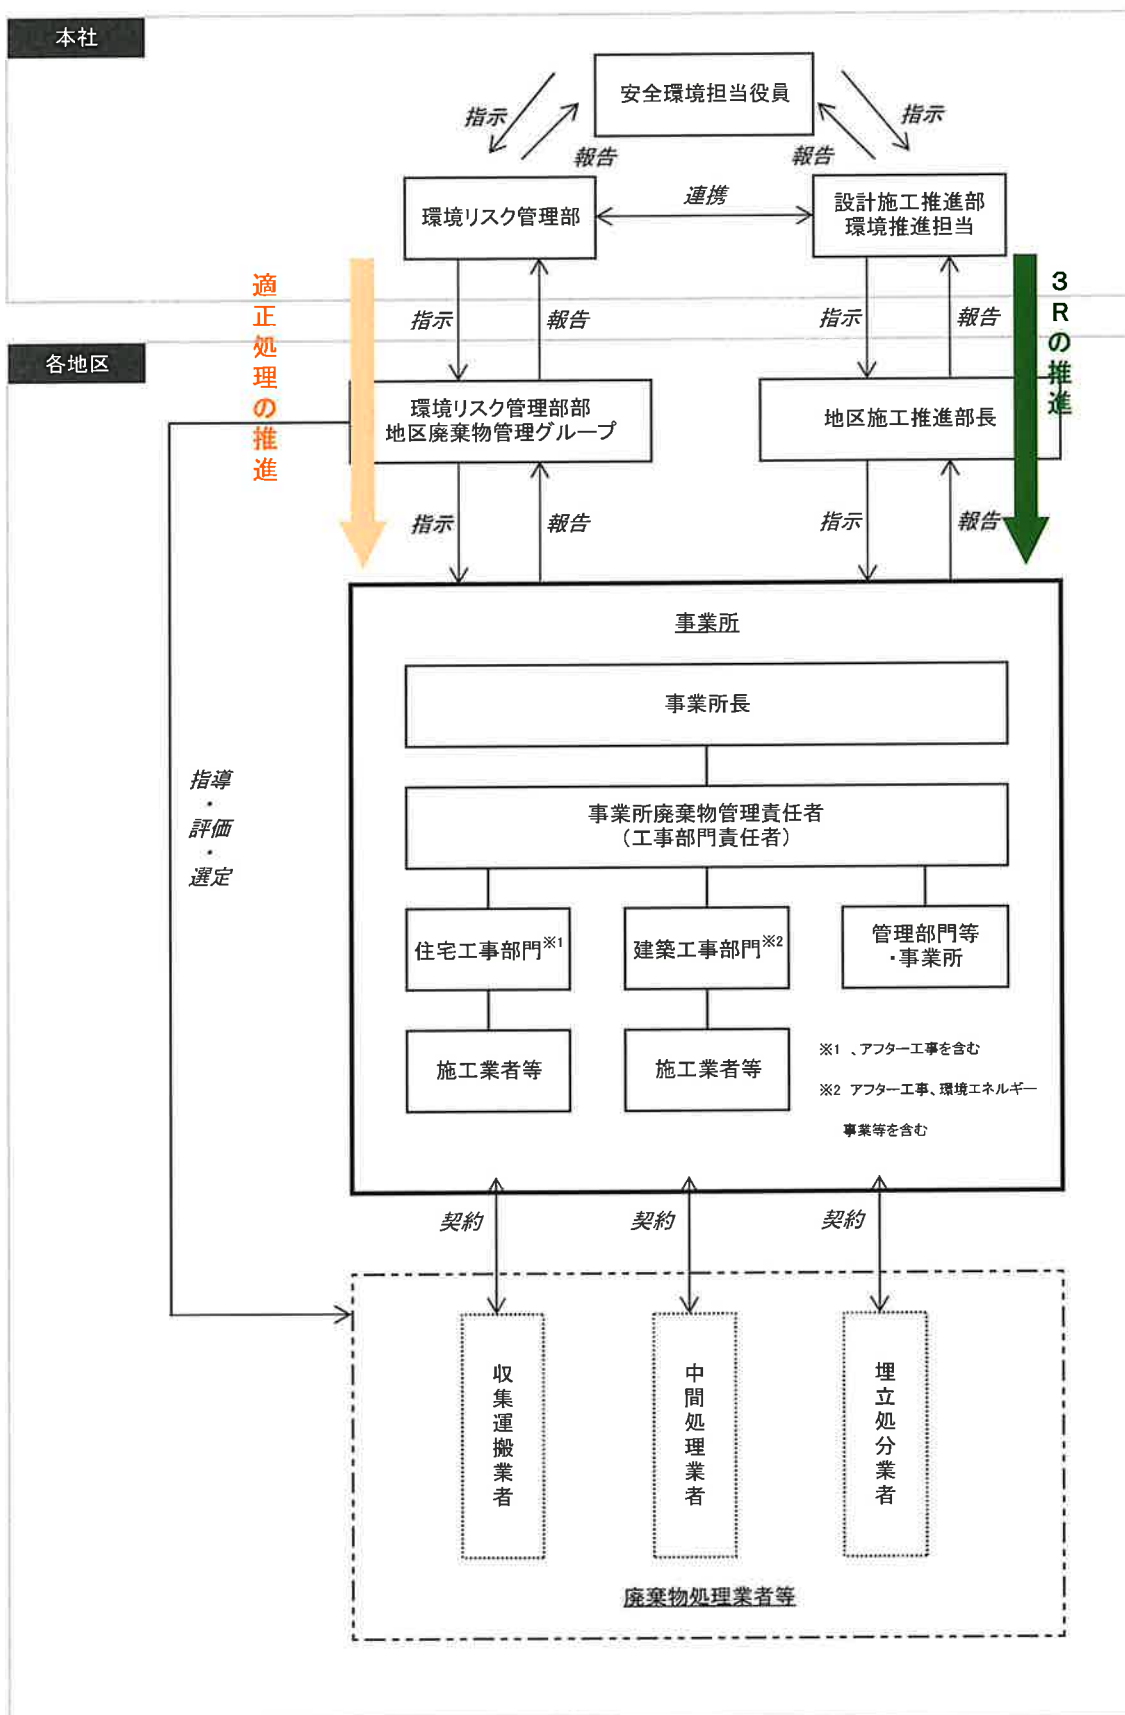 本社
安全環境担当役員
指示
報告
報告
指示
環境リスク管理部
連携
設計施工推進部
環境推進担当
適正処理の推進
3Rの推進
指示
報告
指示
報告
各地区
環境リスク管理部部
地区廃棄物管理グループ
地区施工推進部長
指示
報告
指示
報告
事業所
事業所長
事業所廃棄物管理責任者
（工事部門責任者）
住宅工事部門※1
建築工事部門※2
管理部門等
・事業所
施工業者等
施工業者等
※1 、アフター工事を含む
※2 アフター工事、環境エネルギー
事業等を含む
指導
・
評価
・
選定
契約
契約
契約
収集運搬業者
中間処理業者
埋立処分業者
廃棄物処理業者等